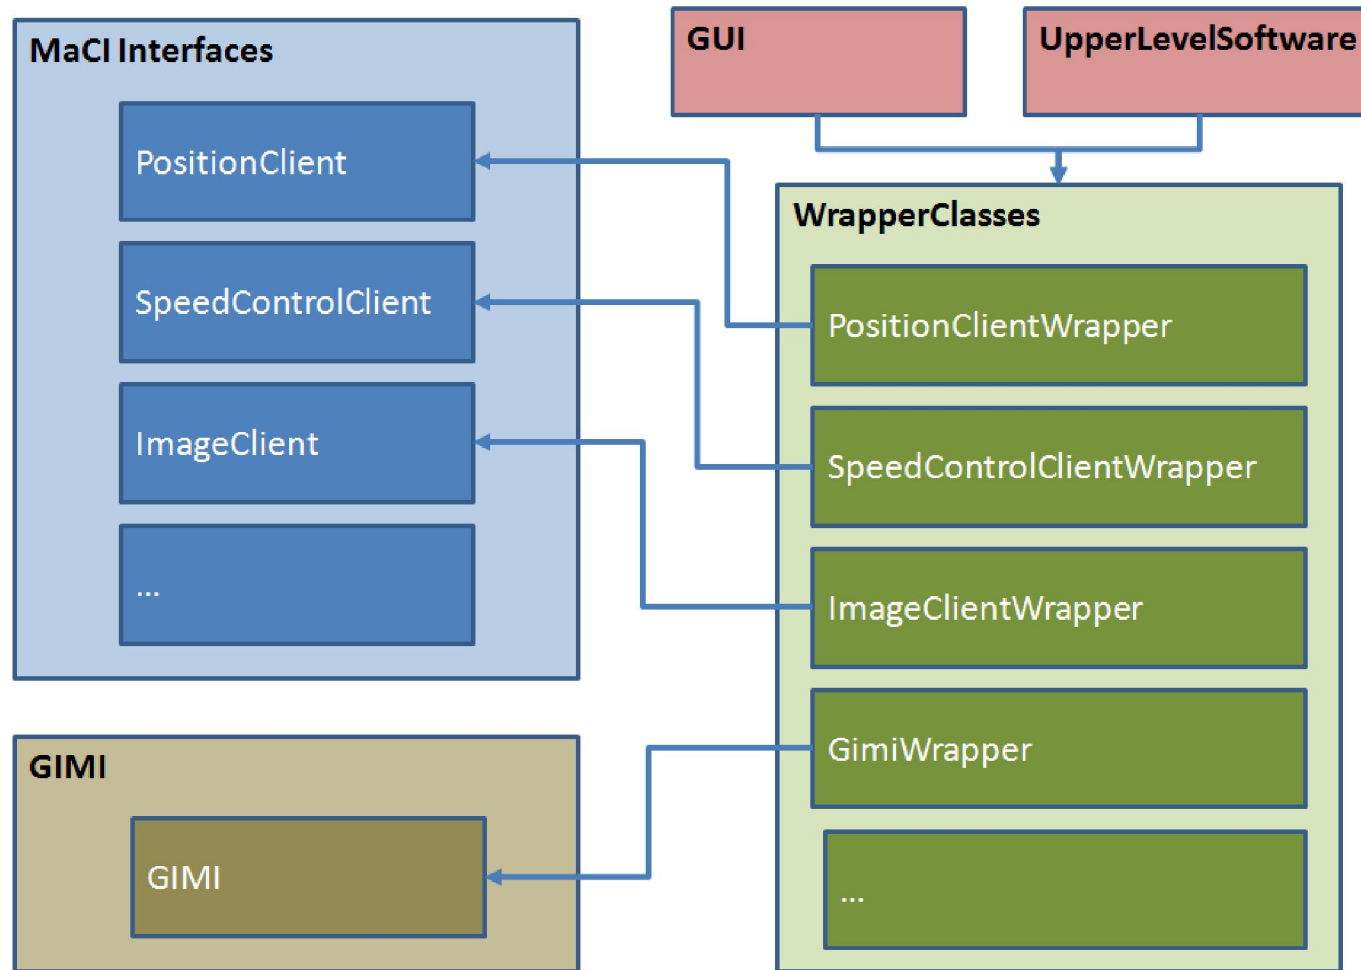 MaCI Interfaces
PositionClient
SpeedControlClient
ImageClient
...
GIMI
GIMI
GUI
UpperLevelSoftware
WrapperClasses
PositionClientWrapper
SpeedControlClientWrapper
ImageClientWrapper
GimiWrapper
...